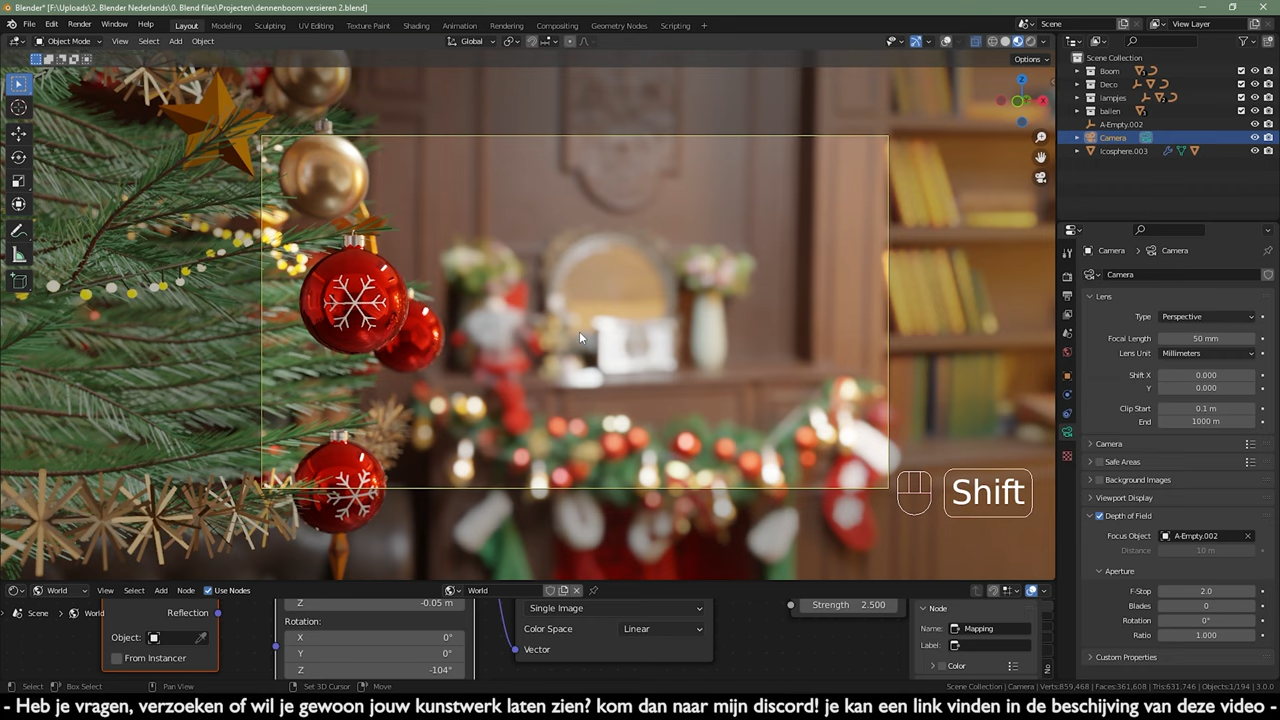 Blender* [F:\Uploads\2. Blender Nederlands\0. Blend files\Projecten\dennenboom versieren 2.blend]
File Edit Render Window Help
Layout Modeling Sculpting UV Editing Texture Paint Shading Animation Rendering Compositing Geometry Nodes Scripting +
Scene
View Layer
Object Mode View Select Add Object
Global
Options
Z
X
Scene Collection
Boom
Deco
lampjes
ballen
A-Empty.002
Camera
Icosphere.003
Camera > Camera
Camera
Lens
Type Perspective
Focal Length 50 mm
Lens Unit Millimeters
Shift X 0.000
Y 0.000
Clip Start 0.1 m
End 1000 m
Camera
Safe Areas
Background Images
Viewport Display
Depth of Field
Focus Object A-Empty.002
Distance 10 m
Aperture
F-Stop 2.0
Blades 0
Rotation 0°
Ratio 1.000
Custom Properties
Shift
World View Select Add Node Use Nodes
World
Scene > World
Reflection
Object:
From Instancer
Z -0.05 m
Rotation:
X 0°
Y 0°
Z -104°
Single Image
Color Space Linear
Vector
Strength 2.500
Node
Name: Mapping
Label:
Color
No
Select Box Select Pan View Set 3D Cursor Move
Scene Collection | Camera | Verts:859,468 | Faces:361,608 | Tris:631,746 | Objects:1/194 | 3.0.0
- Heb je vragen, verzoeken of wil je gewoon jouw kunstwerk laten zien? kom dan naar mijn discord! je kan een link vinden in de beschijving van deze video -